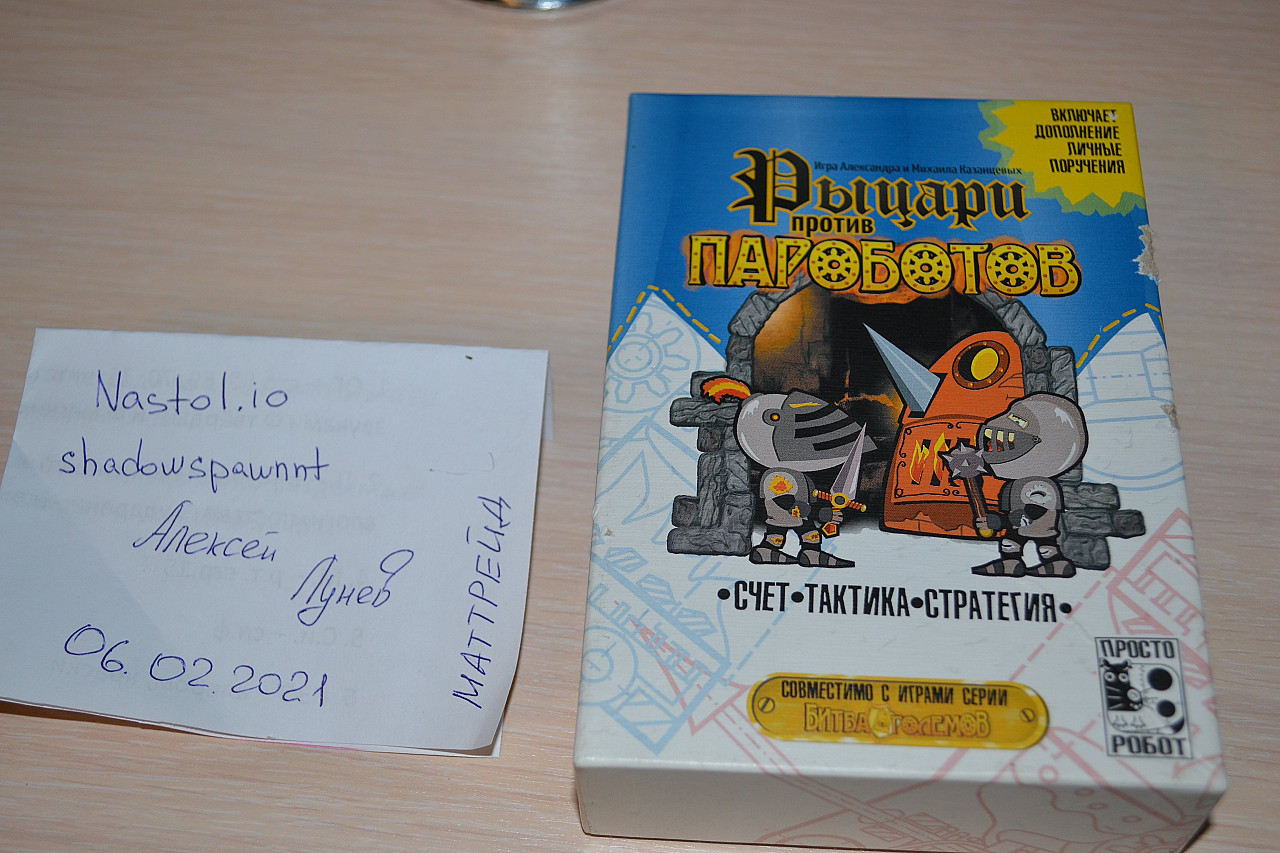 Nastol.io
shadowspawnnt
Алексей
Лунев
06.02.2021
МАТТРЕЙД
ВКЛЮЧАЕТ
ДОПОЛНЕНИЕ
ЛИЧНЫЕ
ПОРУЧЕНИЯ
Игра Александра и Михаила Казанцевых
Рыцари
против
ПАРОБОТОВ
•СЧЕТ•ТАКТИКА•СТРАТЕГИЯ•
СОВМЕСТИМО С ИГРАМИ СЕРИИ
БИТВА ГОЛЕМОВ
ПРОСТО
РОБОТ